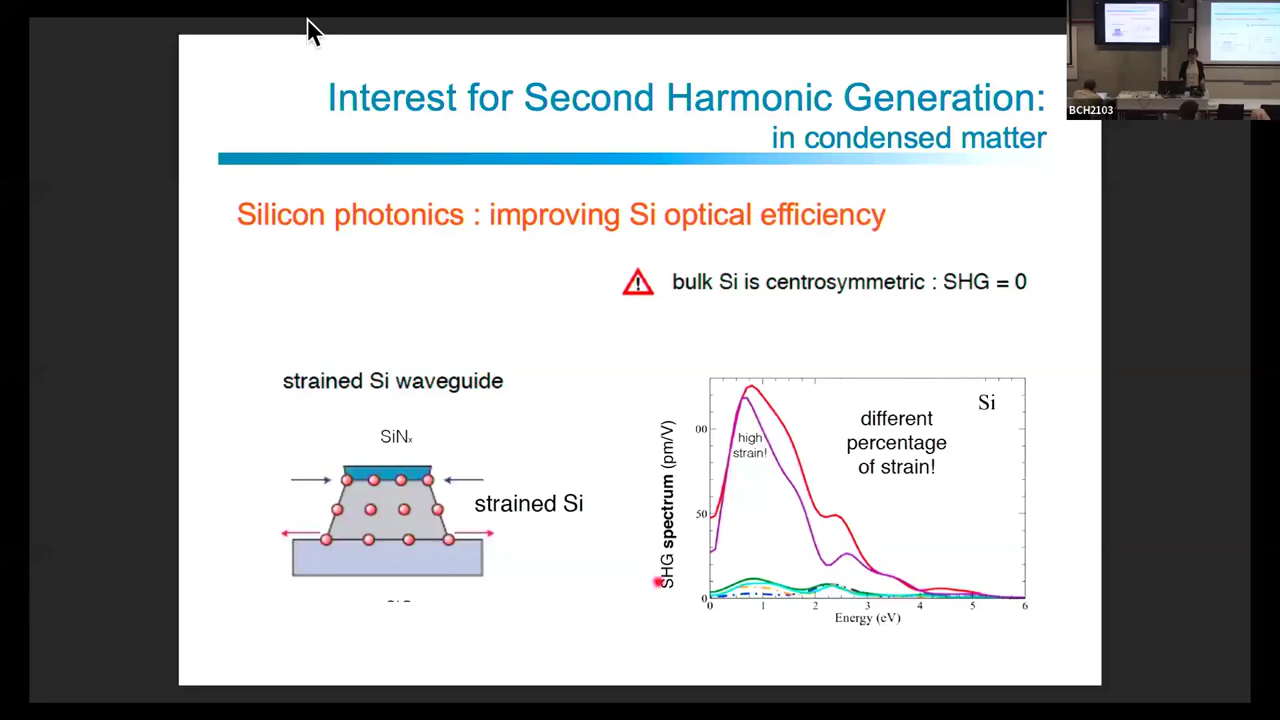 Interest for Second Harmonic Generation:
in condensed matter
BCH2103
Silicon photonics : improving Si optical efficiency
bulk Si is centrosymmetric : SHG = 0
strained Si waveguide
SiNx
strained Si
SHG spectrum (pm/V)
00
50
0
high
strain!
different
percentage
of strain!
Si
0 1 2 3 4 5 6
Energy (eV)